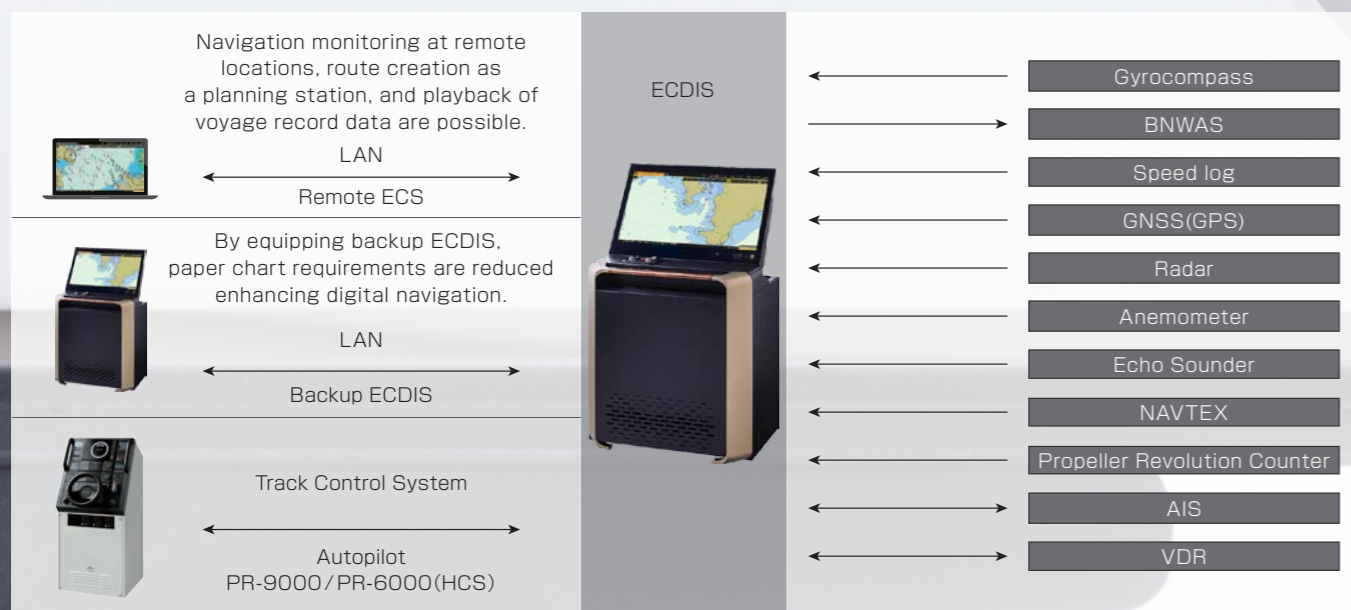 Navigation monitoring at remote
locations, route creation as
a planning station, and playback of
voyage record data are possible.
LAN
Remote ECS
By equipping backup ECDIS,
paper chart requirements are reduced
enhancing digital navigation.
LAN
Backup ECDIS
Track Control System
Autopilot
PR-9000/PR-6000(HCS)
ECDIS
Gyrocompass
BNWAS
Speed log
GNSS(GPS)
Radar
Anemometer
Echo Sounder
NAVTEX
Propeller Revolution Counter
AIS
VDR